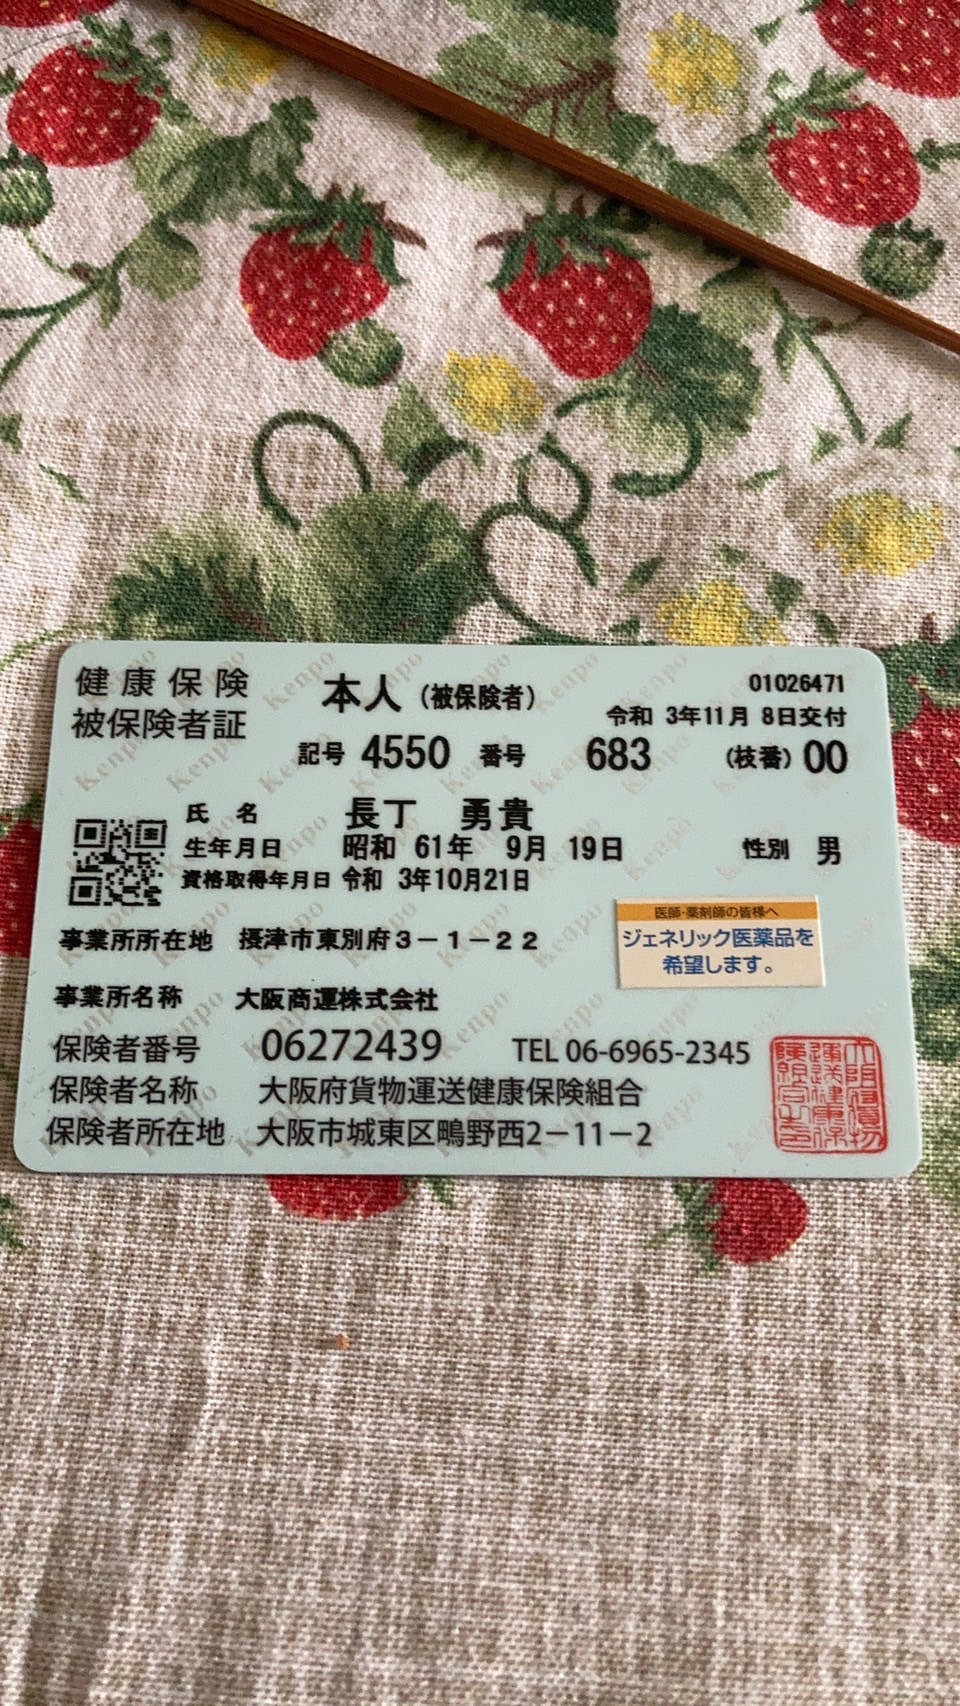 健康保険
被保険者証
本人（被保険者）
01026471
令和 3年11月 8日交付
記号 4550 番号 683 （枝番）00
氏名 長丁 勇貴
生年月日 昭和 61年 9月 19日 性別 男
資格取得年月日 令和 3年10月21日
事業所所在地 摂津市東別府3－1－22
医師・薬剤師の皆様へ
ジェネリック医薬品を
希望します。
事業所名称 大阪商運株式会社
保険者番号 06272439 TEL 06-6965-2345
保険者名称 大阪府貨物運送健康保険組合
保険者所在地 大阪市城東区鴫野西2－11－2
Kenpo